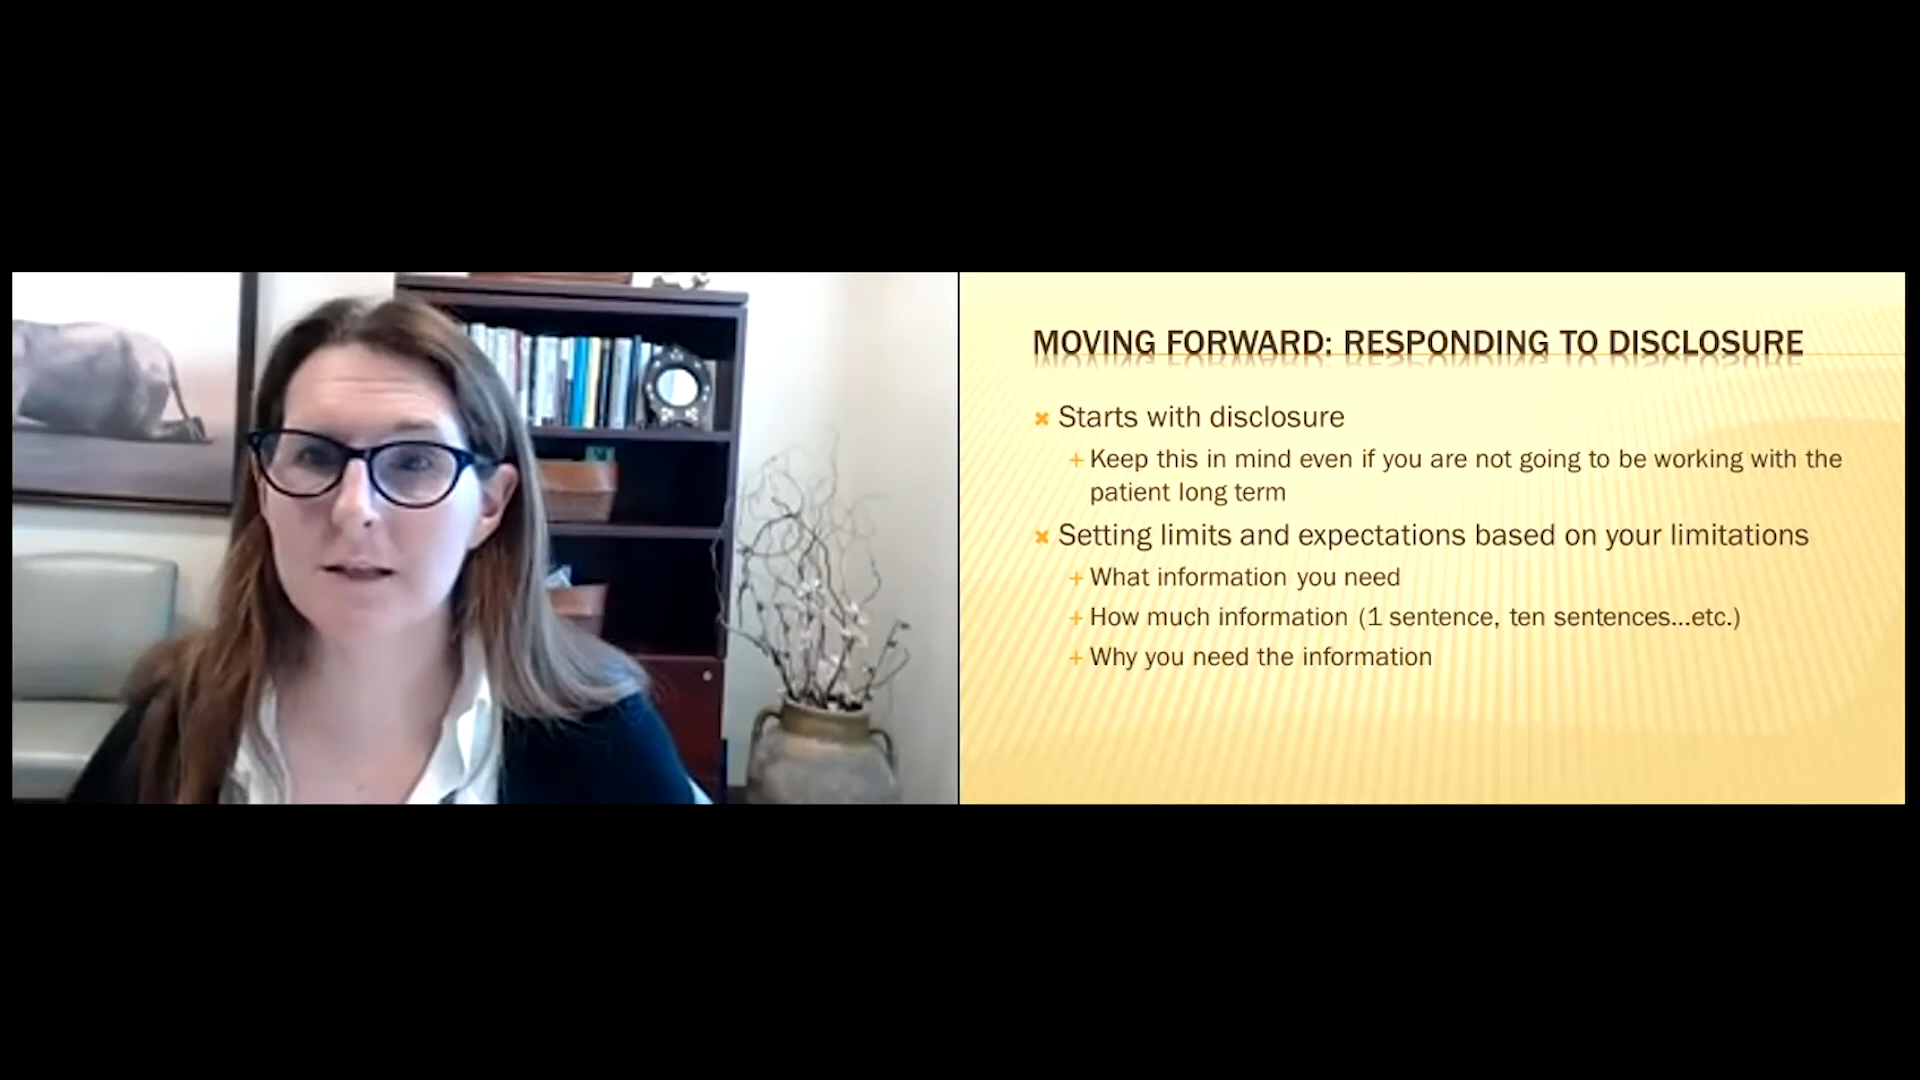 MOVING FORWARD: RESPONDING TO DISCLOSURE
Starts with disclosure
Keep this in mind even if you are not going to be working with the
patient long term
Setting limits and expectations based on your limitations
What information you need
How much information (1 sentence, ten sentences...etc.)
Why you need the information